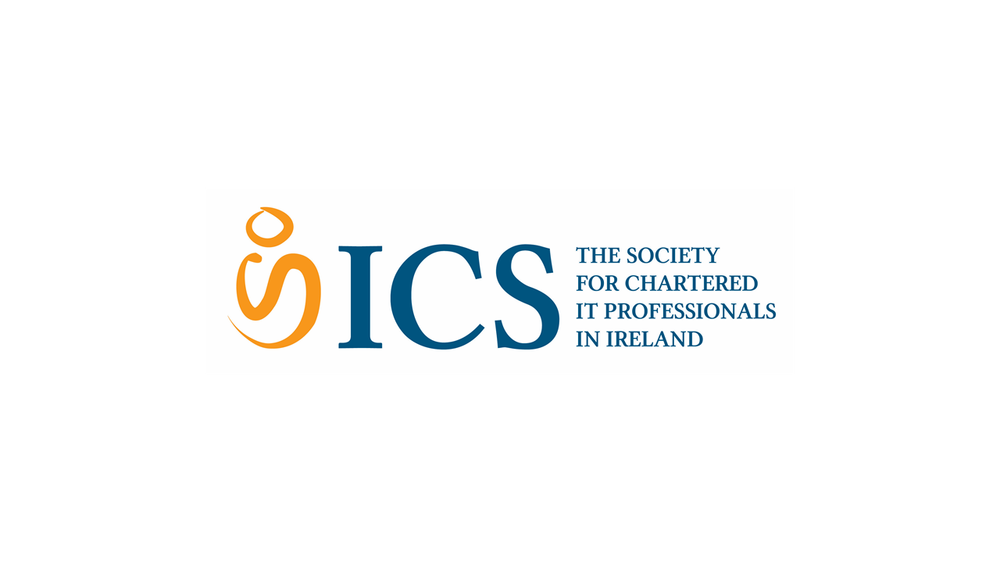 ICS
THE SOCIETY
FOR CHARTERED
IT PROFESSIONALS
IN IRELAND